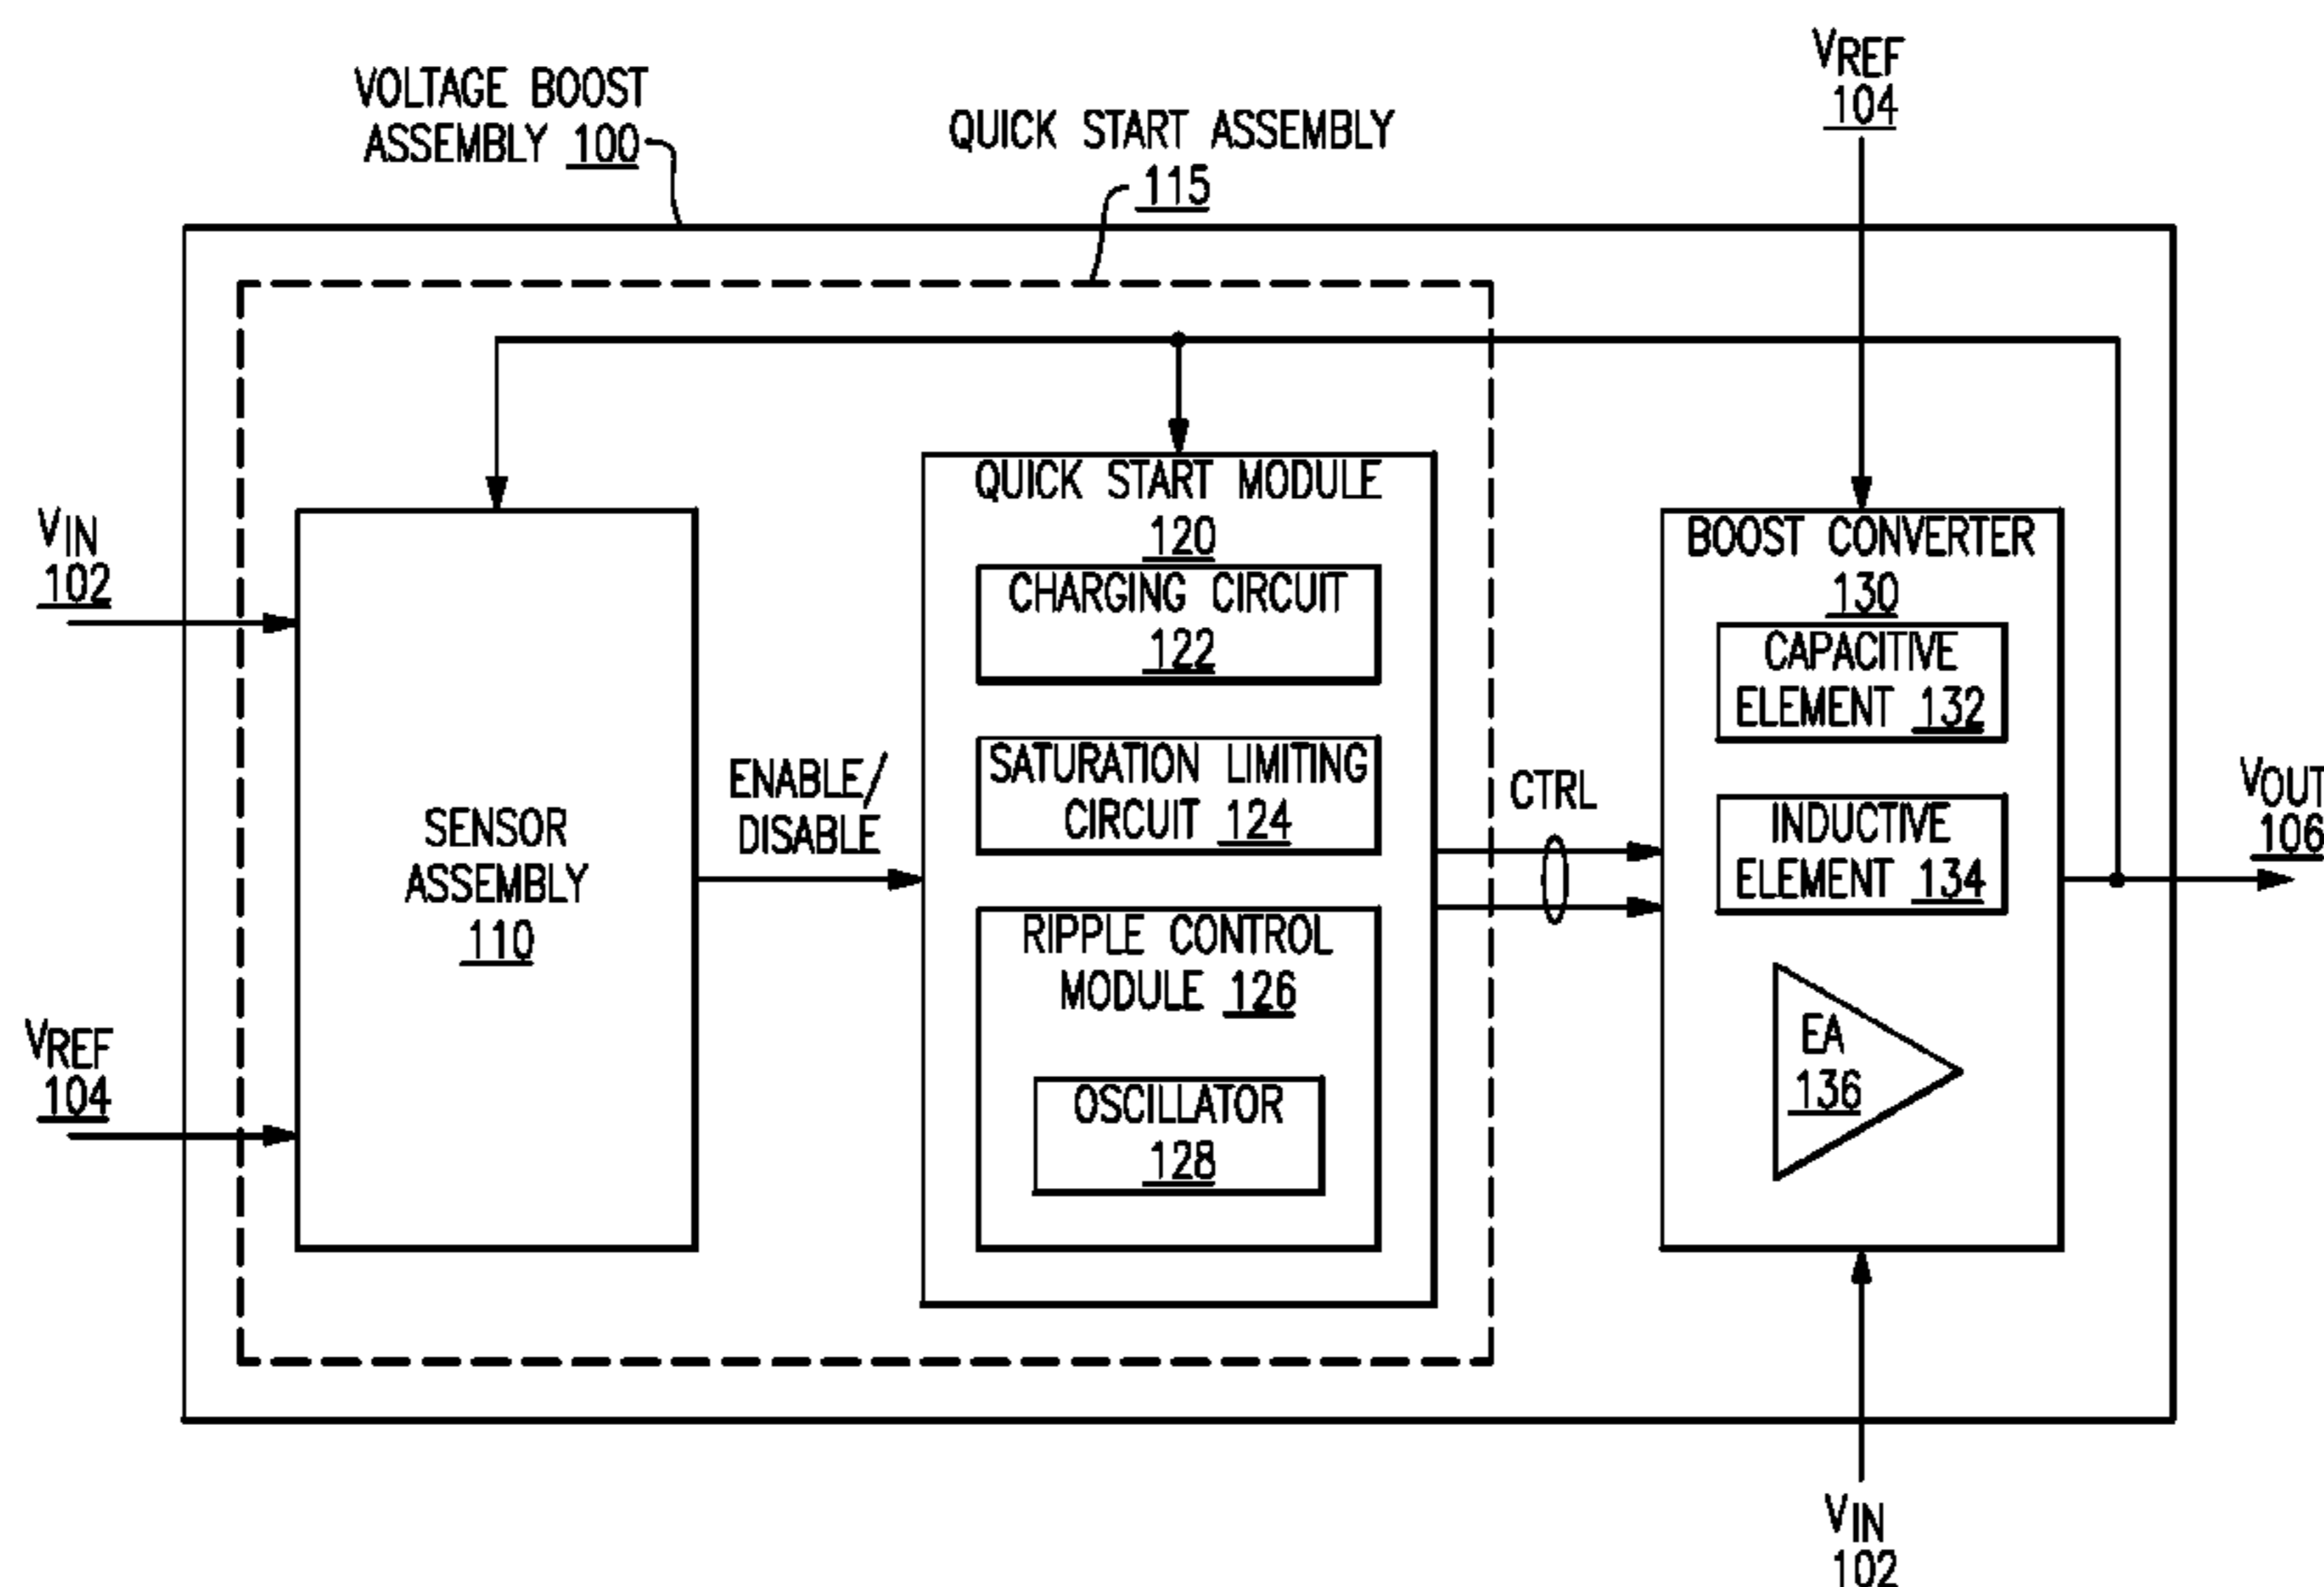 VOLTAGE BOOST
ASSEMBLY 100
QUICK START ASSEMBLY
115
VREF
104
VIN
102
VREF
104
SENSOR
ASSEMBLY
110
ENABLE/
DISABLE
QUICK START MODULE
120
CHARGING CIRCUIT
122
SATURATION LIMITING
CIRCUIT 124
RIPPLE CONTROL
MODULE 126
OSCILLATOR
128
CTRL
BOOST CONVERTER
130
CAPACITIVE
ELEMENT 132
INDUCTIVE
ELEMENT 134
EA
136
VOUT
106
VIN
102